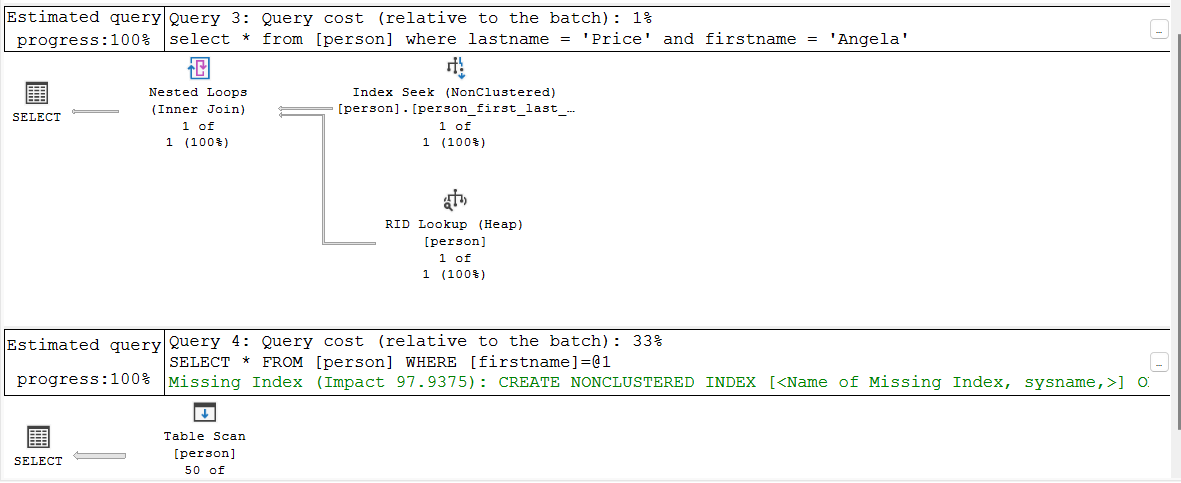 Estimated query
progress:100%
Query 3: Query cost (relative to the batch): 1%
select * from [person] where lastname = 'Price' and firstname = 'Angela'
SELECT
Nested Loops
(Inner Join)
1 of
1 (100%)
Index Seek (NonClustered)
[person].[person_first_last_…
1 of
1 (100%)
RID Lookup (Heap)
[person]
1 of
1 (100%)
Estimated query
progress:100%
Query 4: Query cost (relative to the batch): 33%
SELECT * FROM [person] WHERE [firstname]=@1
Missing Index (Impact 97.9375): CREATE NONCLUSTERED INDEX [<Name of Missing Index, sysname,>] O
SELECT
Table Scan
[person]
50 of